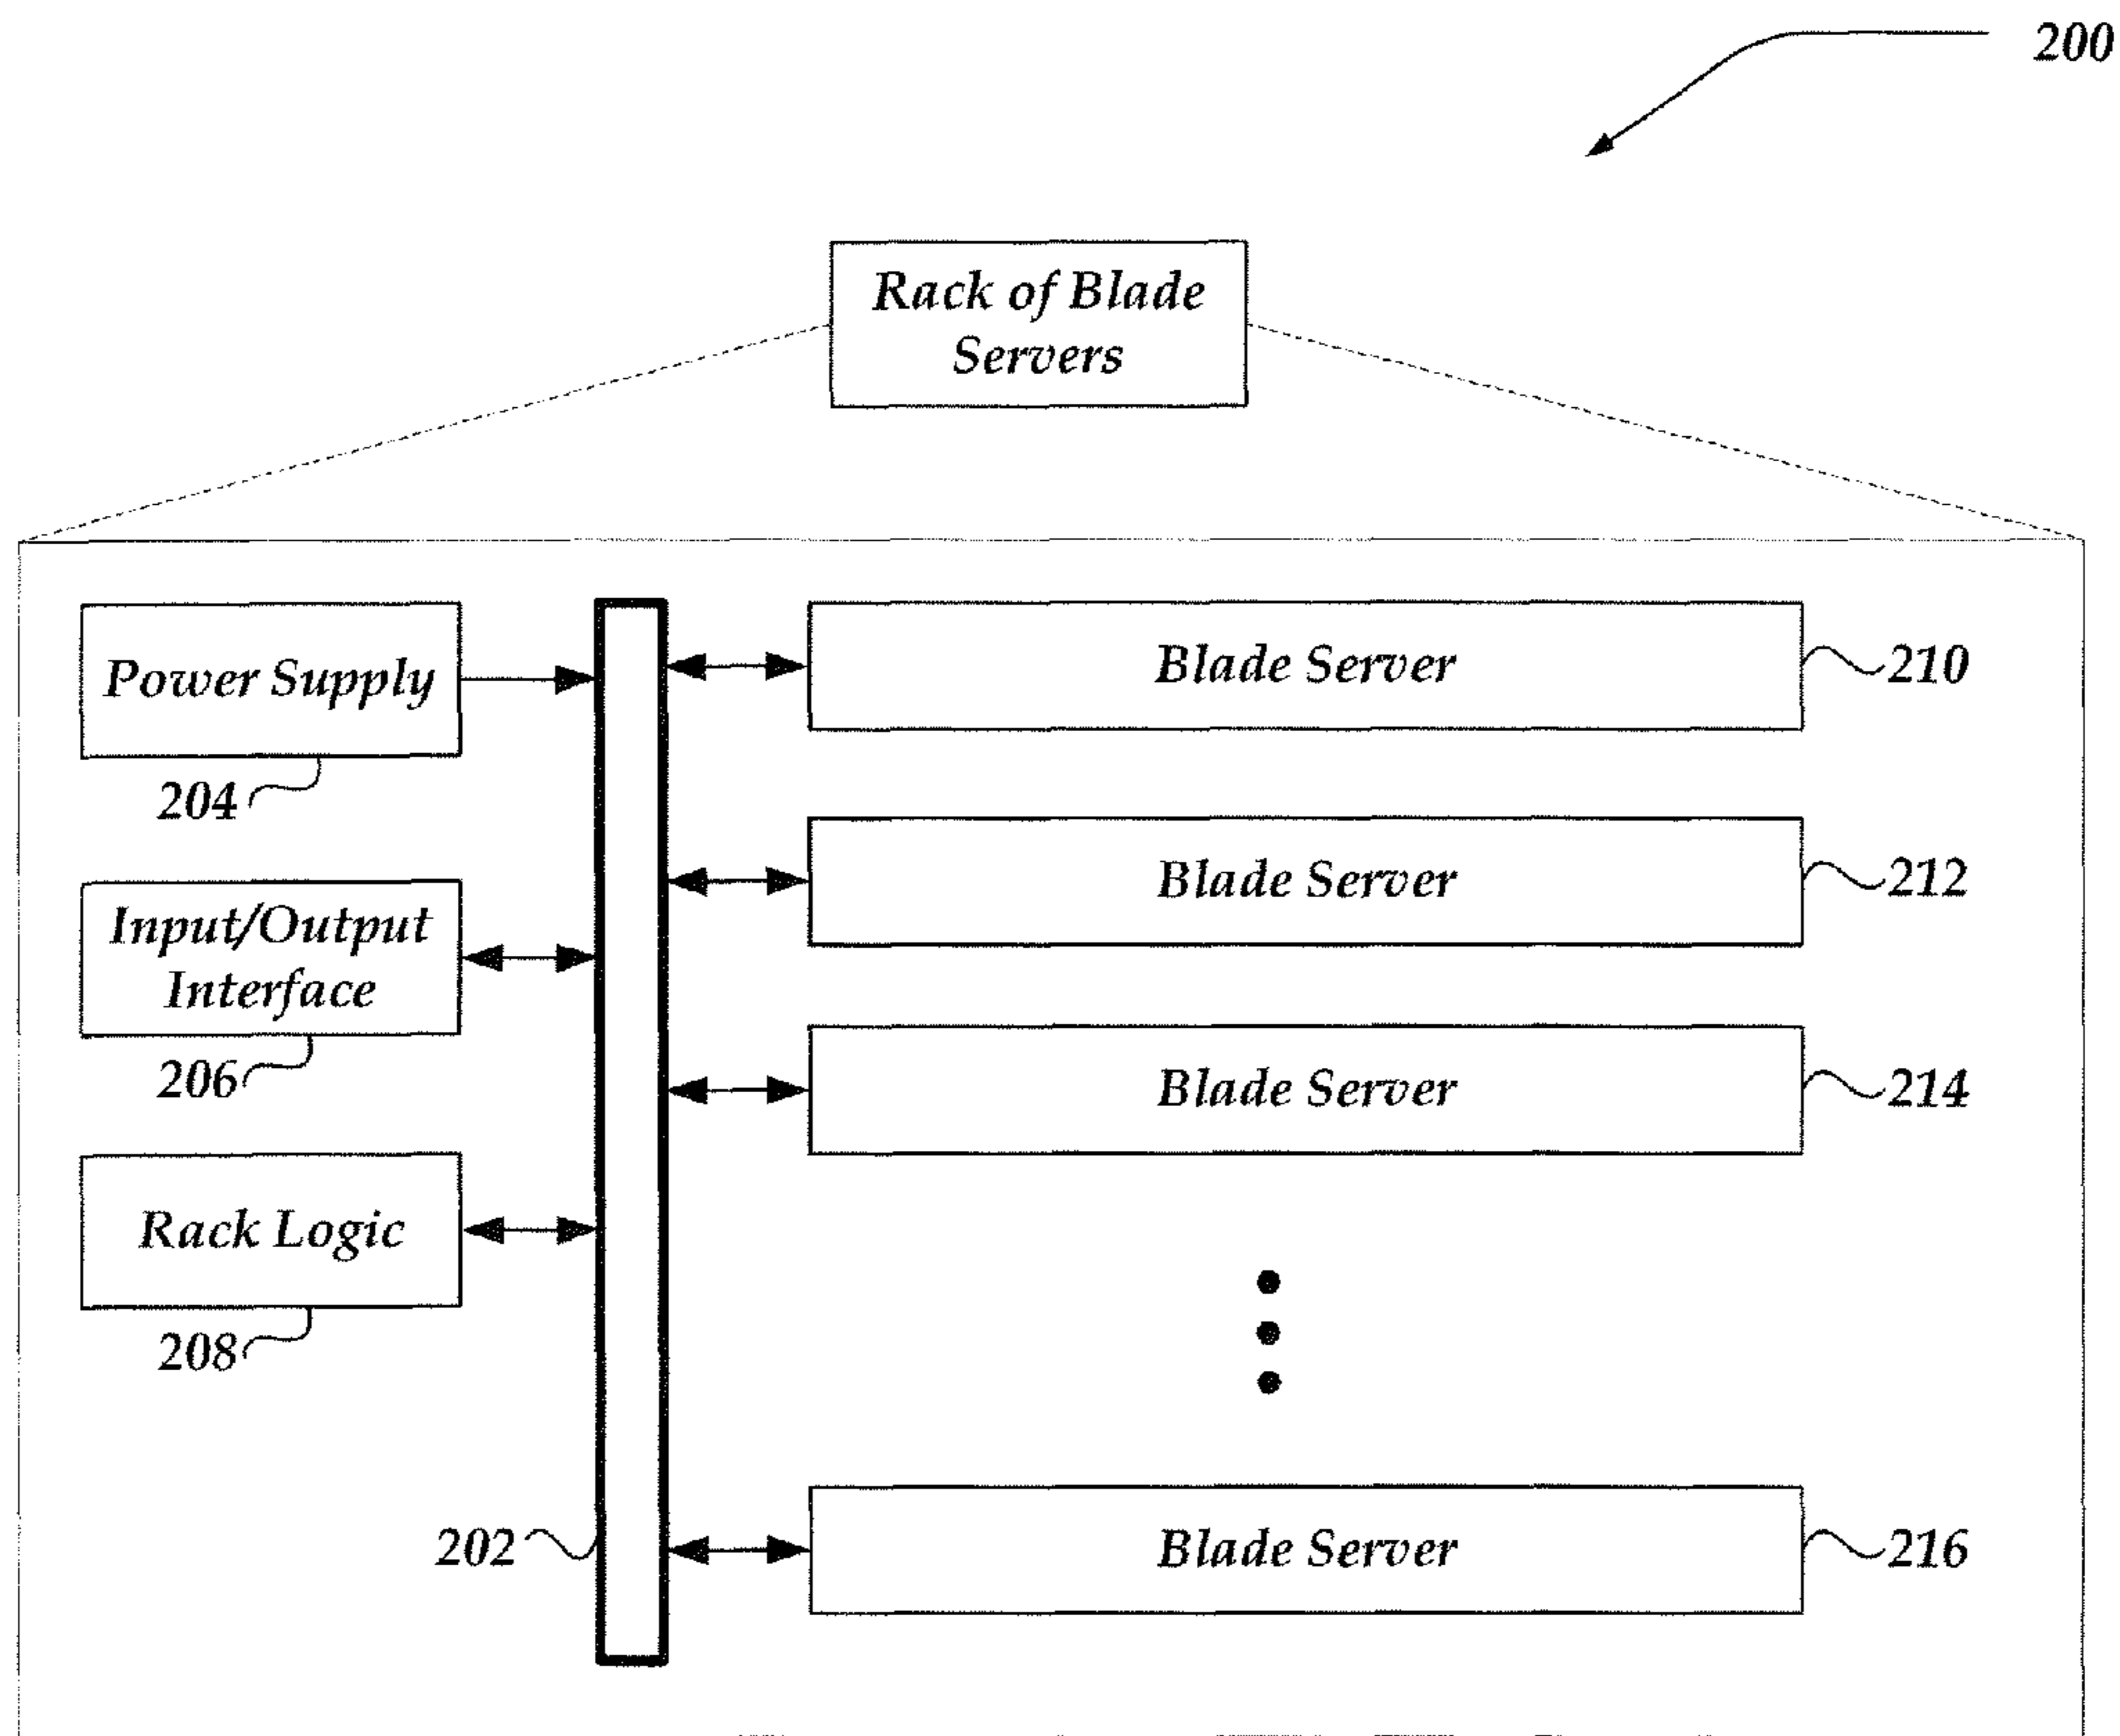 200
Rack of Blade
Servers
Power Supply
204
Input/Output
Interface
206
Rack Logic
208
202
Blade Server
210
Blade Server
212
Blade Server
214
Blade Server
216